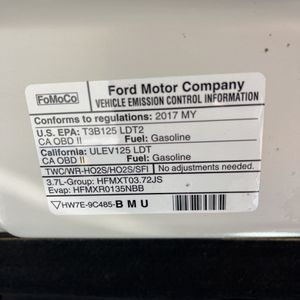 FoMoCo
Ford Motor Company
VEHICLE EMISSION CONTROL INFORMATION
Conforms to regulations: 2017 MY
U.S. EPA: T3B125 LDT2
CA OBD II Fuel: Gasoline
California: ULEV125 LDT
CA OBD II Fuel: Gasoline
TWC/WR-HO2S/HO2S/SFI No adjustments needed.
3.7L-Group: HFMXT03.72JS
Evap: HFMXR0135NBB
HW7E-9C485-BMU